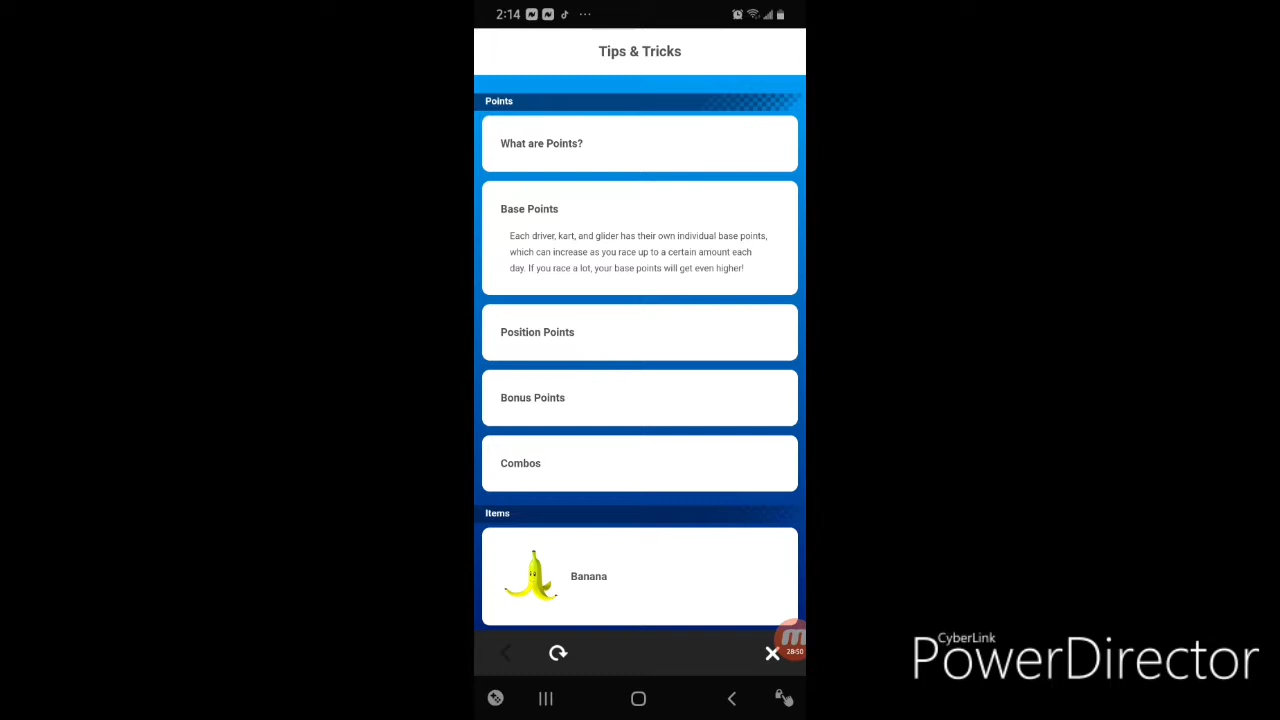 2:14
Tips & Tricks
Points
What are Points?
Base Points
Each driver, kart, and glider has their own individual base points,
which can increase as you race up to a certain amount each
day. If you race a lot, your base points will get even higher!
Position Points
Bonus Points
Combos
Items
Banana
28:50
CyberLink
PowerDirector